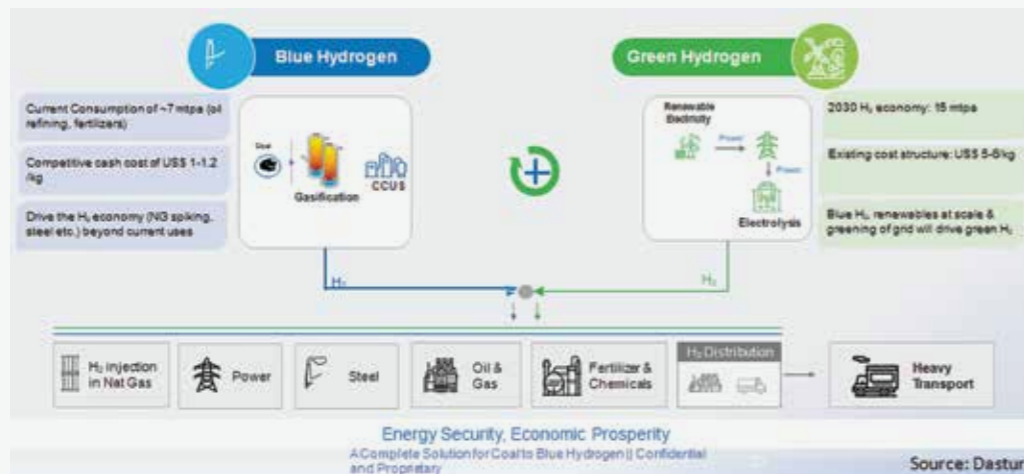 Blue Hydrogen
Green Hydrogen
Current Consumption of ~7 mtpa (oil
refining, fertilizers)
Competitive cash cost of US$ 1-1.2
/kg
Drive the H₂ economy (NG spiking,
steel etc.) beyond current uses
Coal
Gasification
CCUS
Renewable
Electricity
Power
Power
Electrolysis
2030 H₂ economy: 15 mtpa
Existing cost structure: US$ 5-6/kg
Blue H₂, renewables at scale &
greening of grid will drive green H₂
H₂
H₂
H₂ injection
in Nat Gas
Power
Steel
Oil &
Gas
Fertilizer &
Chemicals
H₂ Distribution
Heavy
Transport
Energy Security, Economic Prosperity
A Complete Solution for Coal to Blue Hydrogen || Confidential
and Proprietary
Source: Dastur